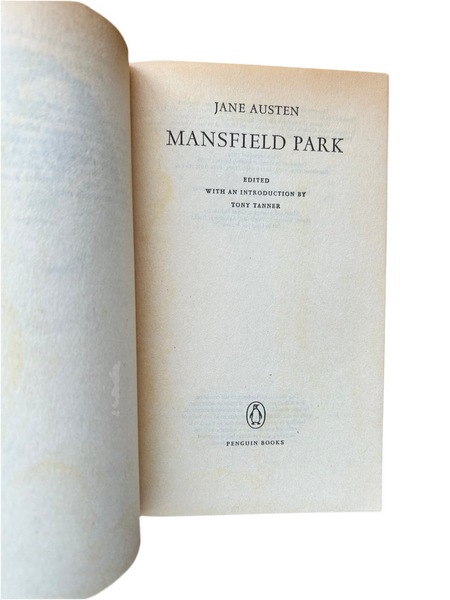 JANE AUSTEN
MANSFIELD PARK
EDITED
WITH AN INTRODUCTION BY
TONY TANNER
PENGUIN BOOKS